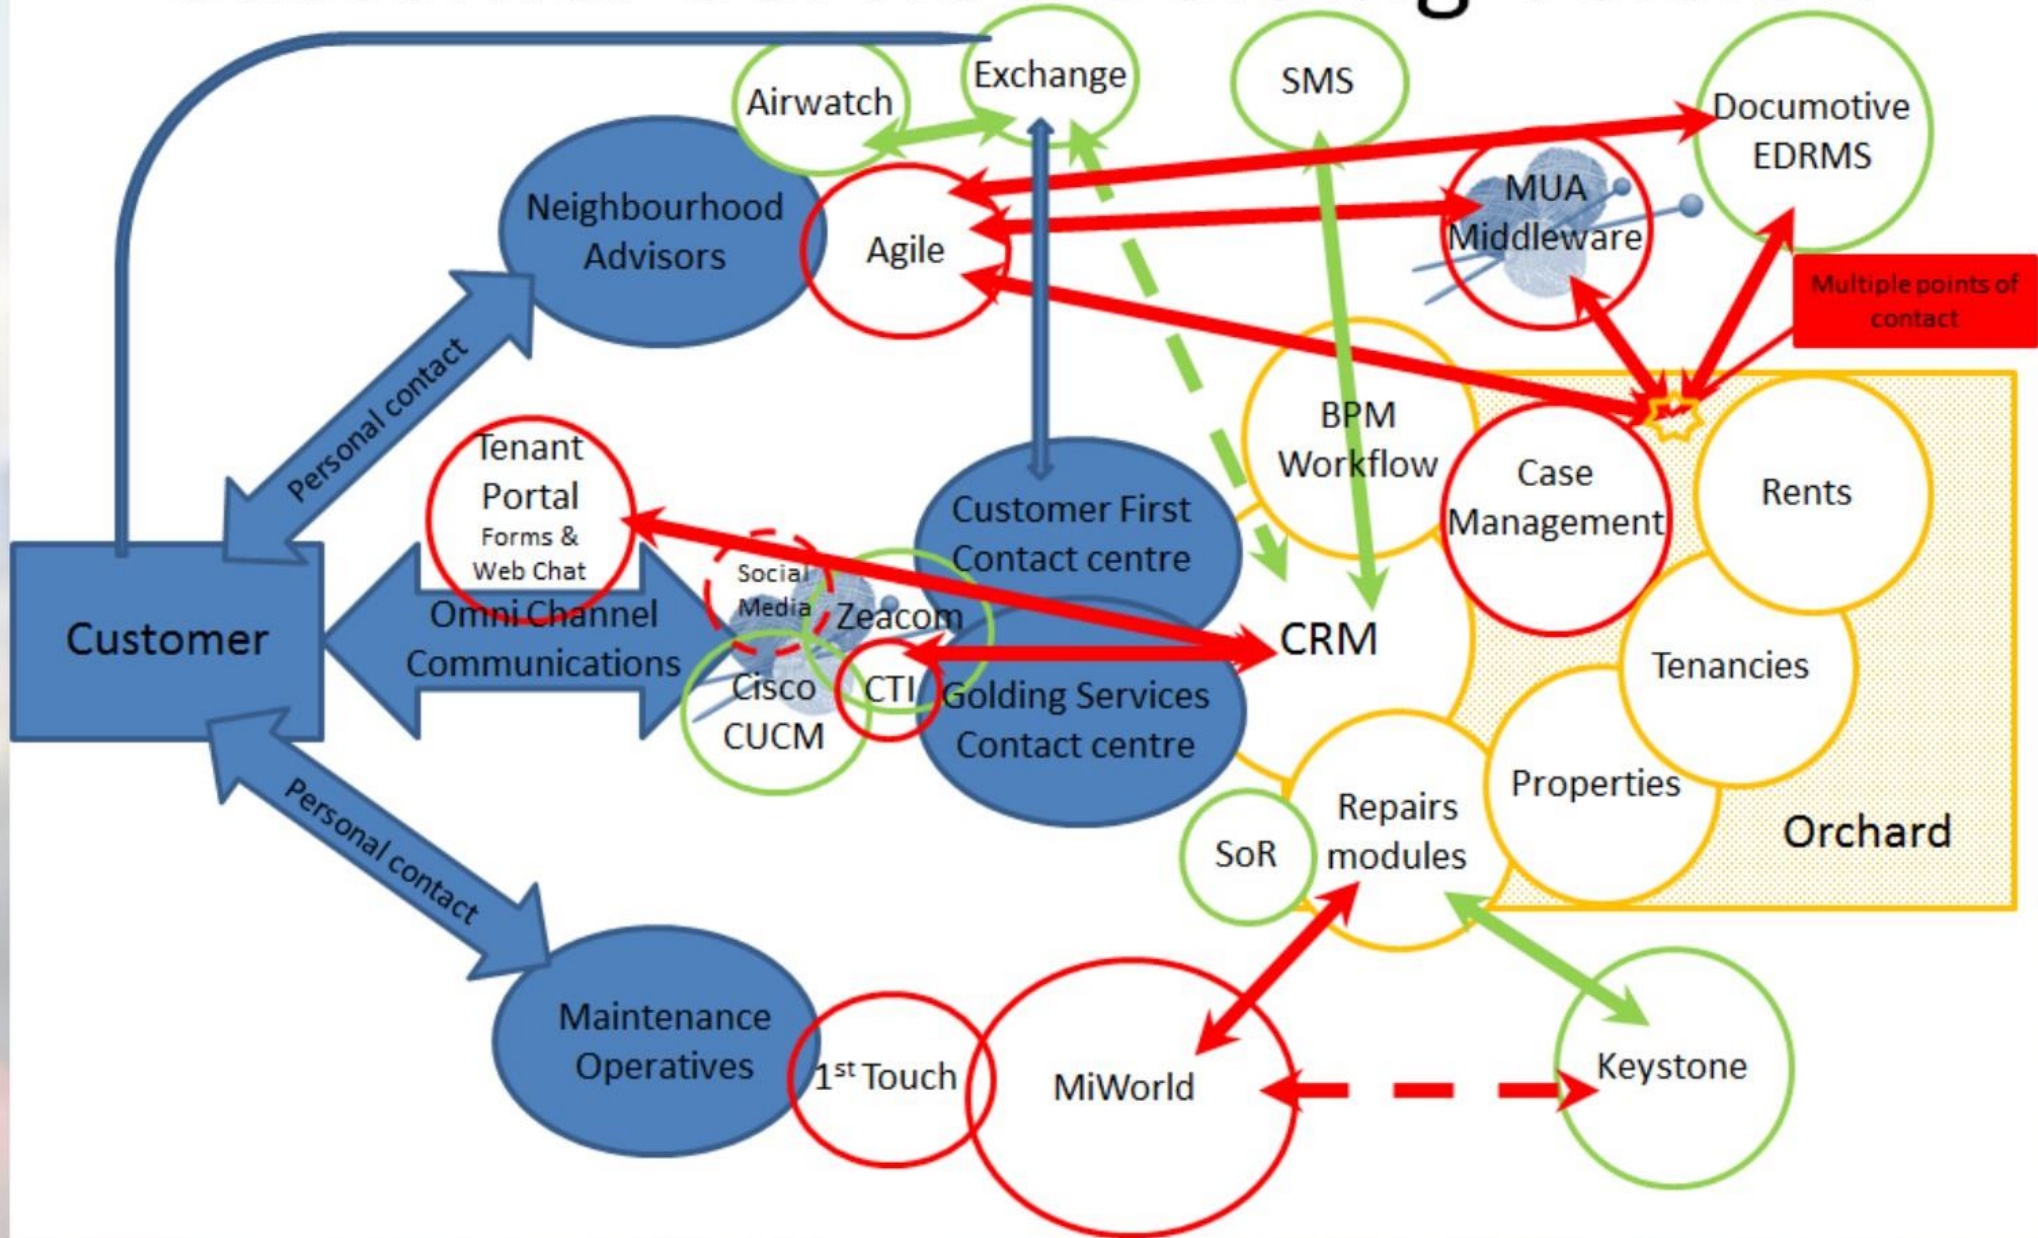 Exchange
Airwatch
SMS
Documotive
EDRMS
MUA
Middleware
Neighbourhood
Advisors
Agile
Multiple points of
contact
Personal contact
Tenant
Portal
Forms &
Web Chat
BPM
Workflow
Case
Management
Rents
Customer First
Contact centre
Social
Media
Zeacom
Omni Channel
Communications
Customer
CRM
Tenancies
Cisco
CUCM
CTI
Golding Services
Contact centre
Properties
Orchard
Repairs
modules
SoR
Personal contact
Maintenance
Operatives
1st Touch
MiWorld
Keystone